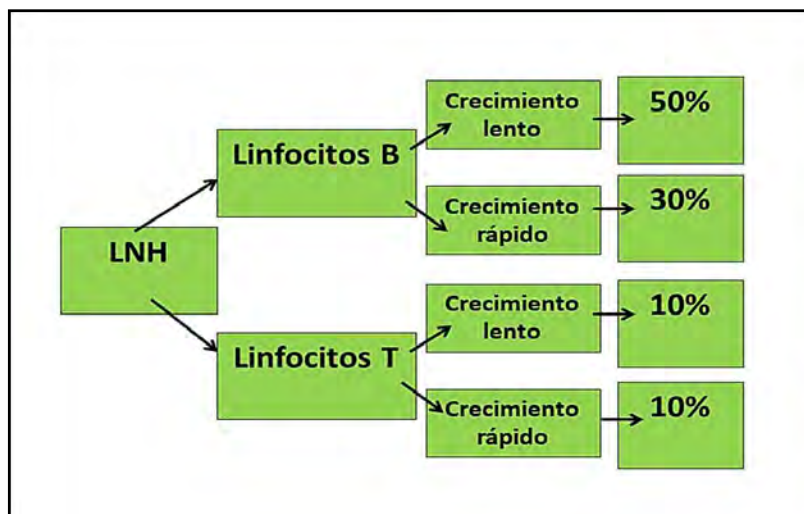 LNH
Linfocitos B
Crecimiento
lento
50%
Crecimiento
rápido
30%
Linfocitos T
Crecimiento
lento
10%
Crecimiento
rápido
10%